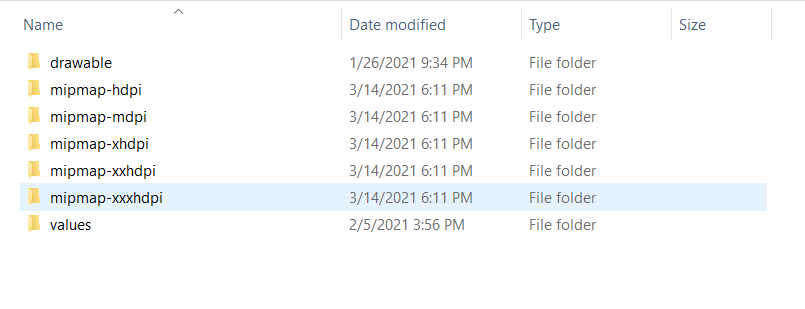 Name Date modified Type Size
drawable 1/26/2021 9:34 PM File folder
mipmap-hdpi 3/14/2021 6:11 PM File folder
mipmap-mdpi 3/14/2021 6:11 PM File folder
mipmap-xhdpi 3/14/2021 6:11 PM File folder
mipmap-xxhdpi 3/14/2021 6:11 PM File folder
mipmap-xxxhdpi 3/14/2021 6:11 PM File folder
values 2/5/2021 3:56 PM File folder